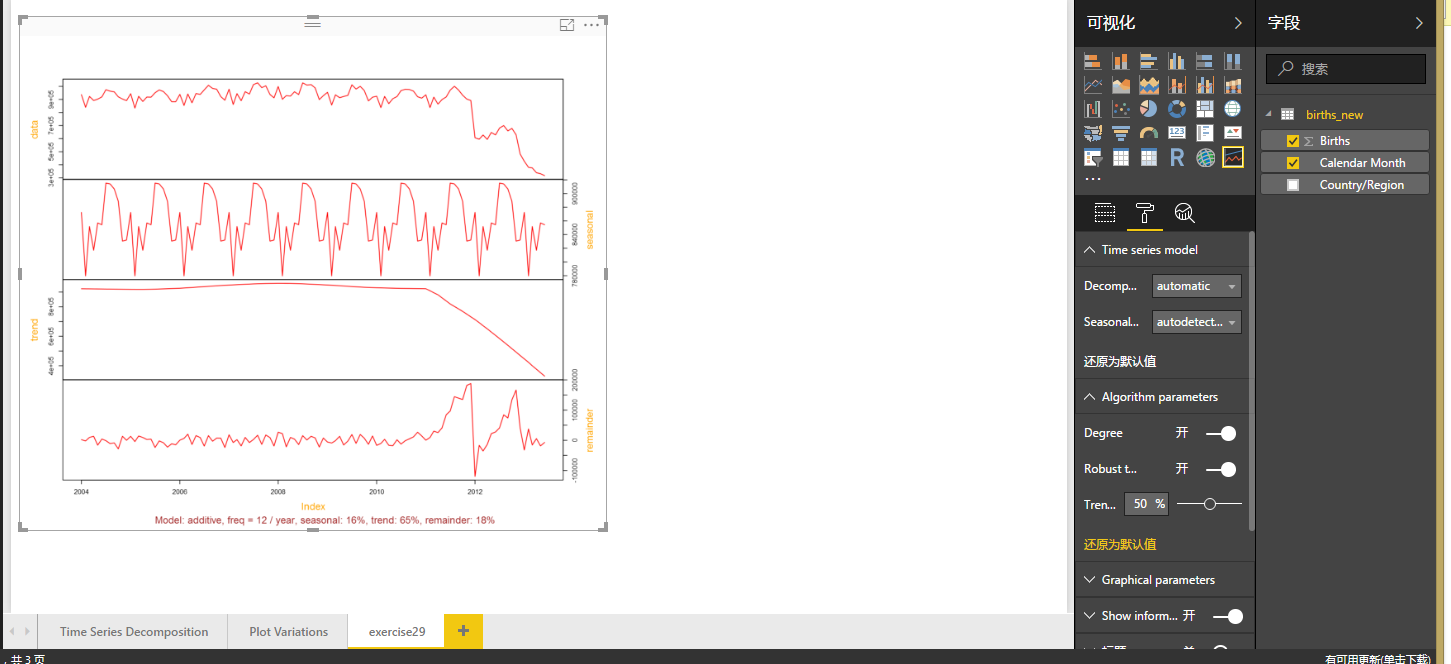 data
9e+05
7e+05
5e+05
3e+05
seasonal
900000
840000
780000
trend
8e+05
6e+05
4e+05
remainder
200000
100000
0
-100000
2004 2006 2008 2010 2012
Index
Model: additive, freq = 12 / year, seasonal: 16%, trend: 65%, remainder: 18%
Time Series Decomposition Plot Variations exercise29 +
, 共 3 页
可视化
123
R
Time series model
Decomp... automatic
Seasonal... autodetect...
还原为默认值
Algorithm parameters
Degree 开
Robust t... 开
Tren... 50 %
还原为默认值
Graphical parameters
Show inform... 开
字段
搜索
births_new
Σ Births
Calendar Month
Country/Region
有可用更新(单击下载)